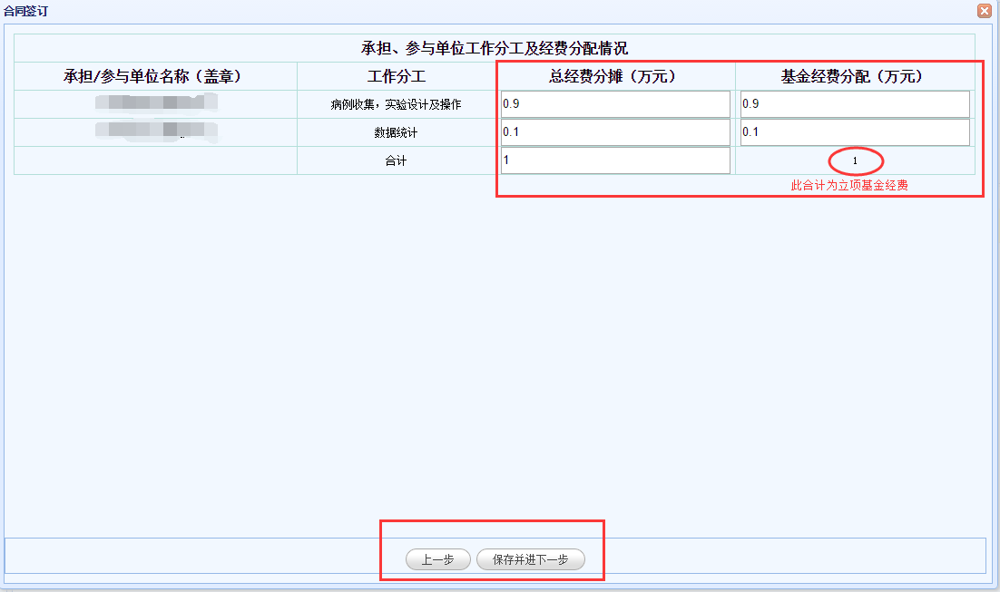 合同签订
承担、参与单位工作分工及经费分配情况
承担/参与单位名称（盖章） 工作分工 总经费分摊（万元） 基金经费分配（万元）
病例收集，实验设计及操作 0.9 0.9
数据统计 0.1 0.1
合计 1 1
此合计为立项基金经费
上一步 保存并进下一步